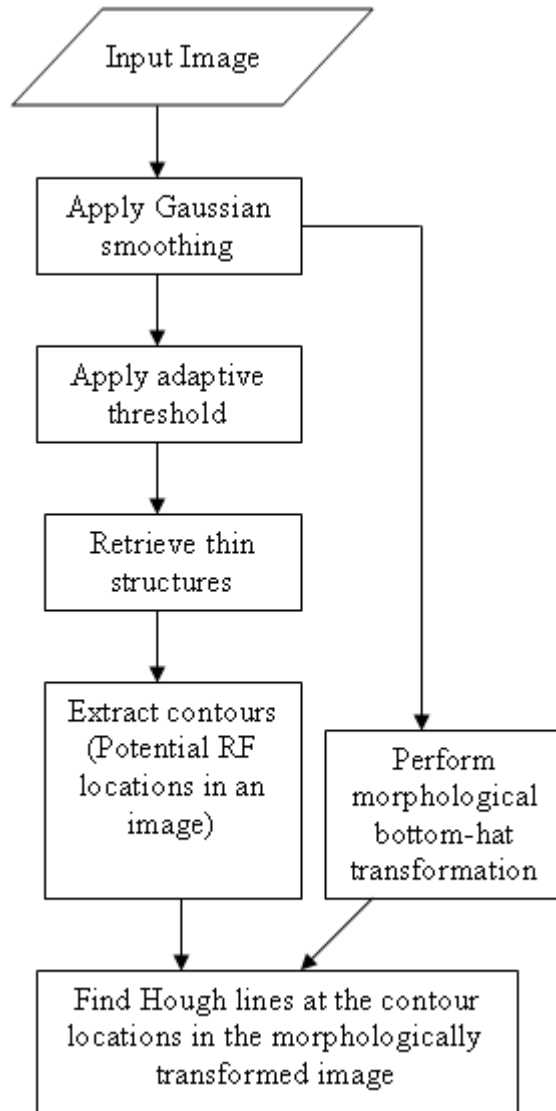 Input Image
Apply Gaussian
smoothing
Apply adaptive
threshold
Retrieve thin
structures
Extract contours
(Potential RF
locations in an
image)
Perform
morphological
bottom-hat
transformation
Find Hough lines at the contour
locations in the morphologically
transformed image